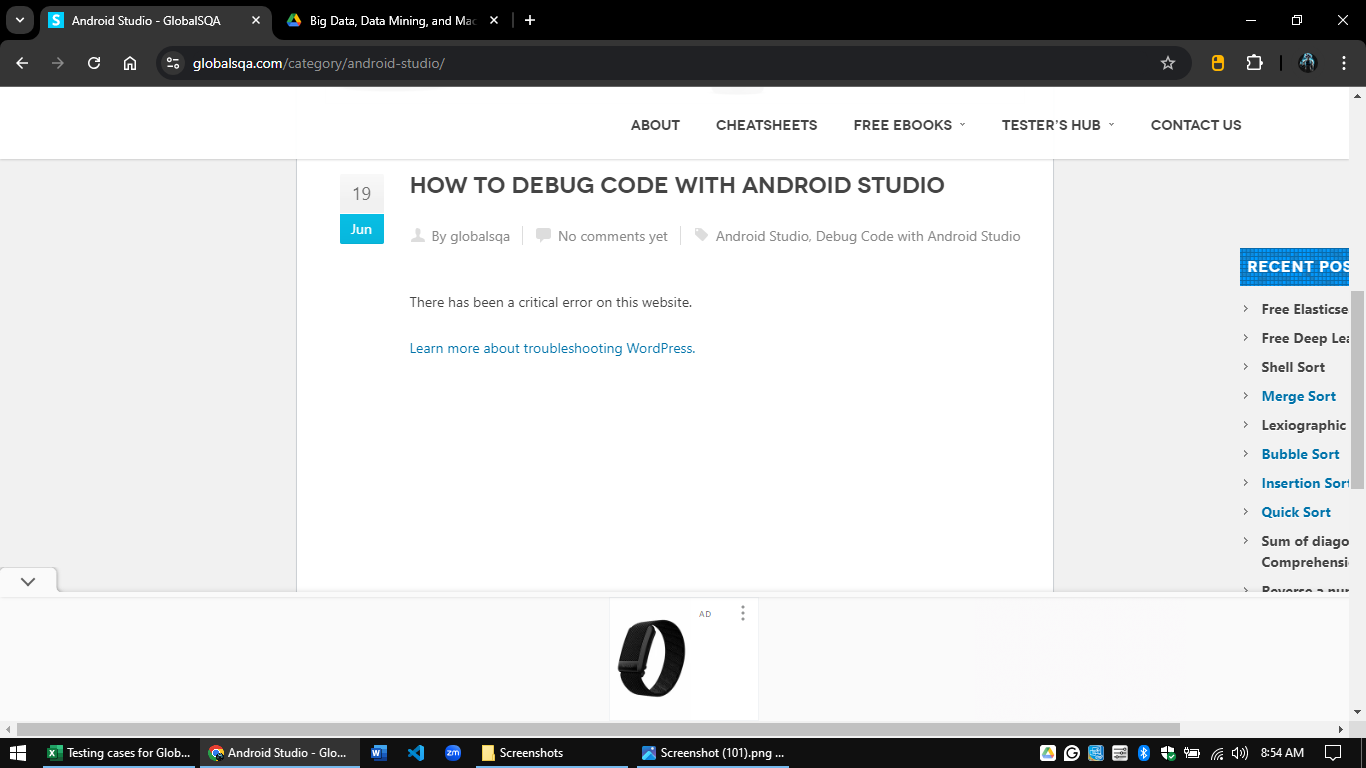 Android Studio - GlobalSQA
Big Data, Data Mining, and Mac
globalsqa.com/category/android-studio/
ABOUT
CHEATSHEETS
FREE EBOOKS
TESTER'S HUB
CONTACT US
19
Jun
HOW TO DEBUG CODE WITH ANDROID STUDIO
By globalsqa
No comments yet
Android Studio, Debug Code with Android Studio
There has been a critical error on this website.
Learn more about troubleshooting WordPress.
RECENT POS
Free Elasticse
Free Deep Lea
Shell Sort
Merge Sort
Lexiographic
Bubble Sort
Insertion Sort
Quick Sort
Sum of diago
Comprehensi
Reverse a nu
AD
Testing cases for Glob...
Android Studio - Glo...
Screenshots
Screenshot (101).png ...
8:54 AM